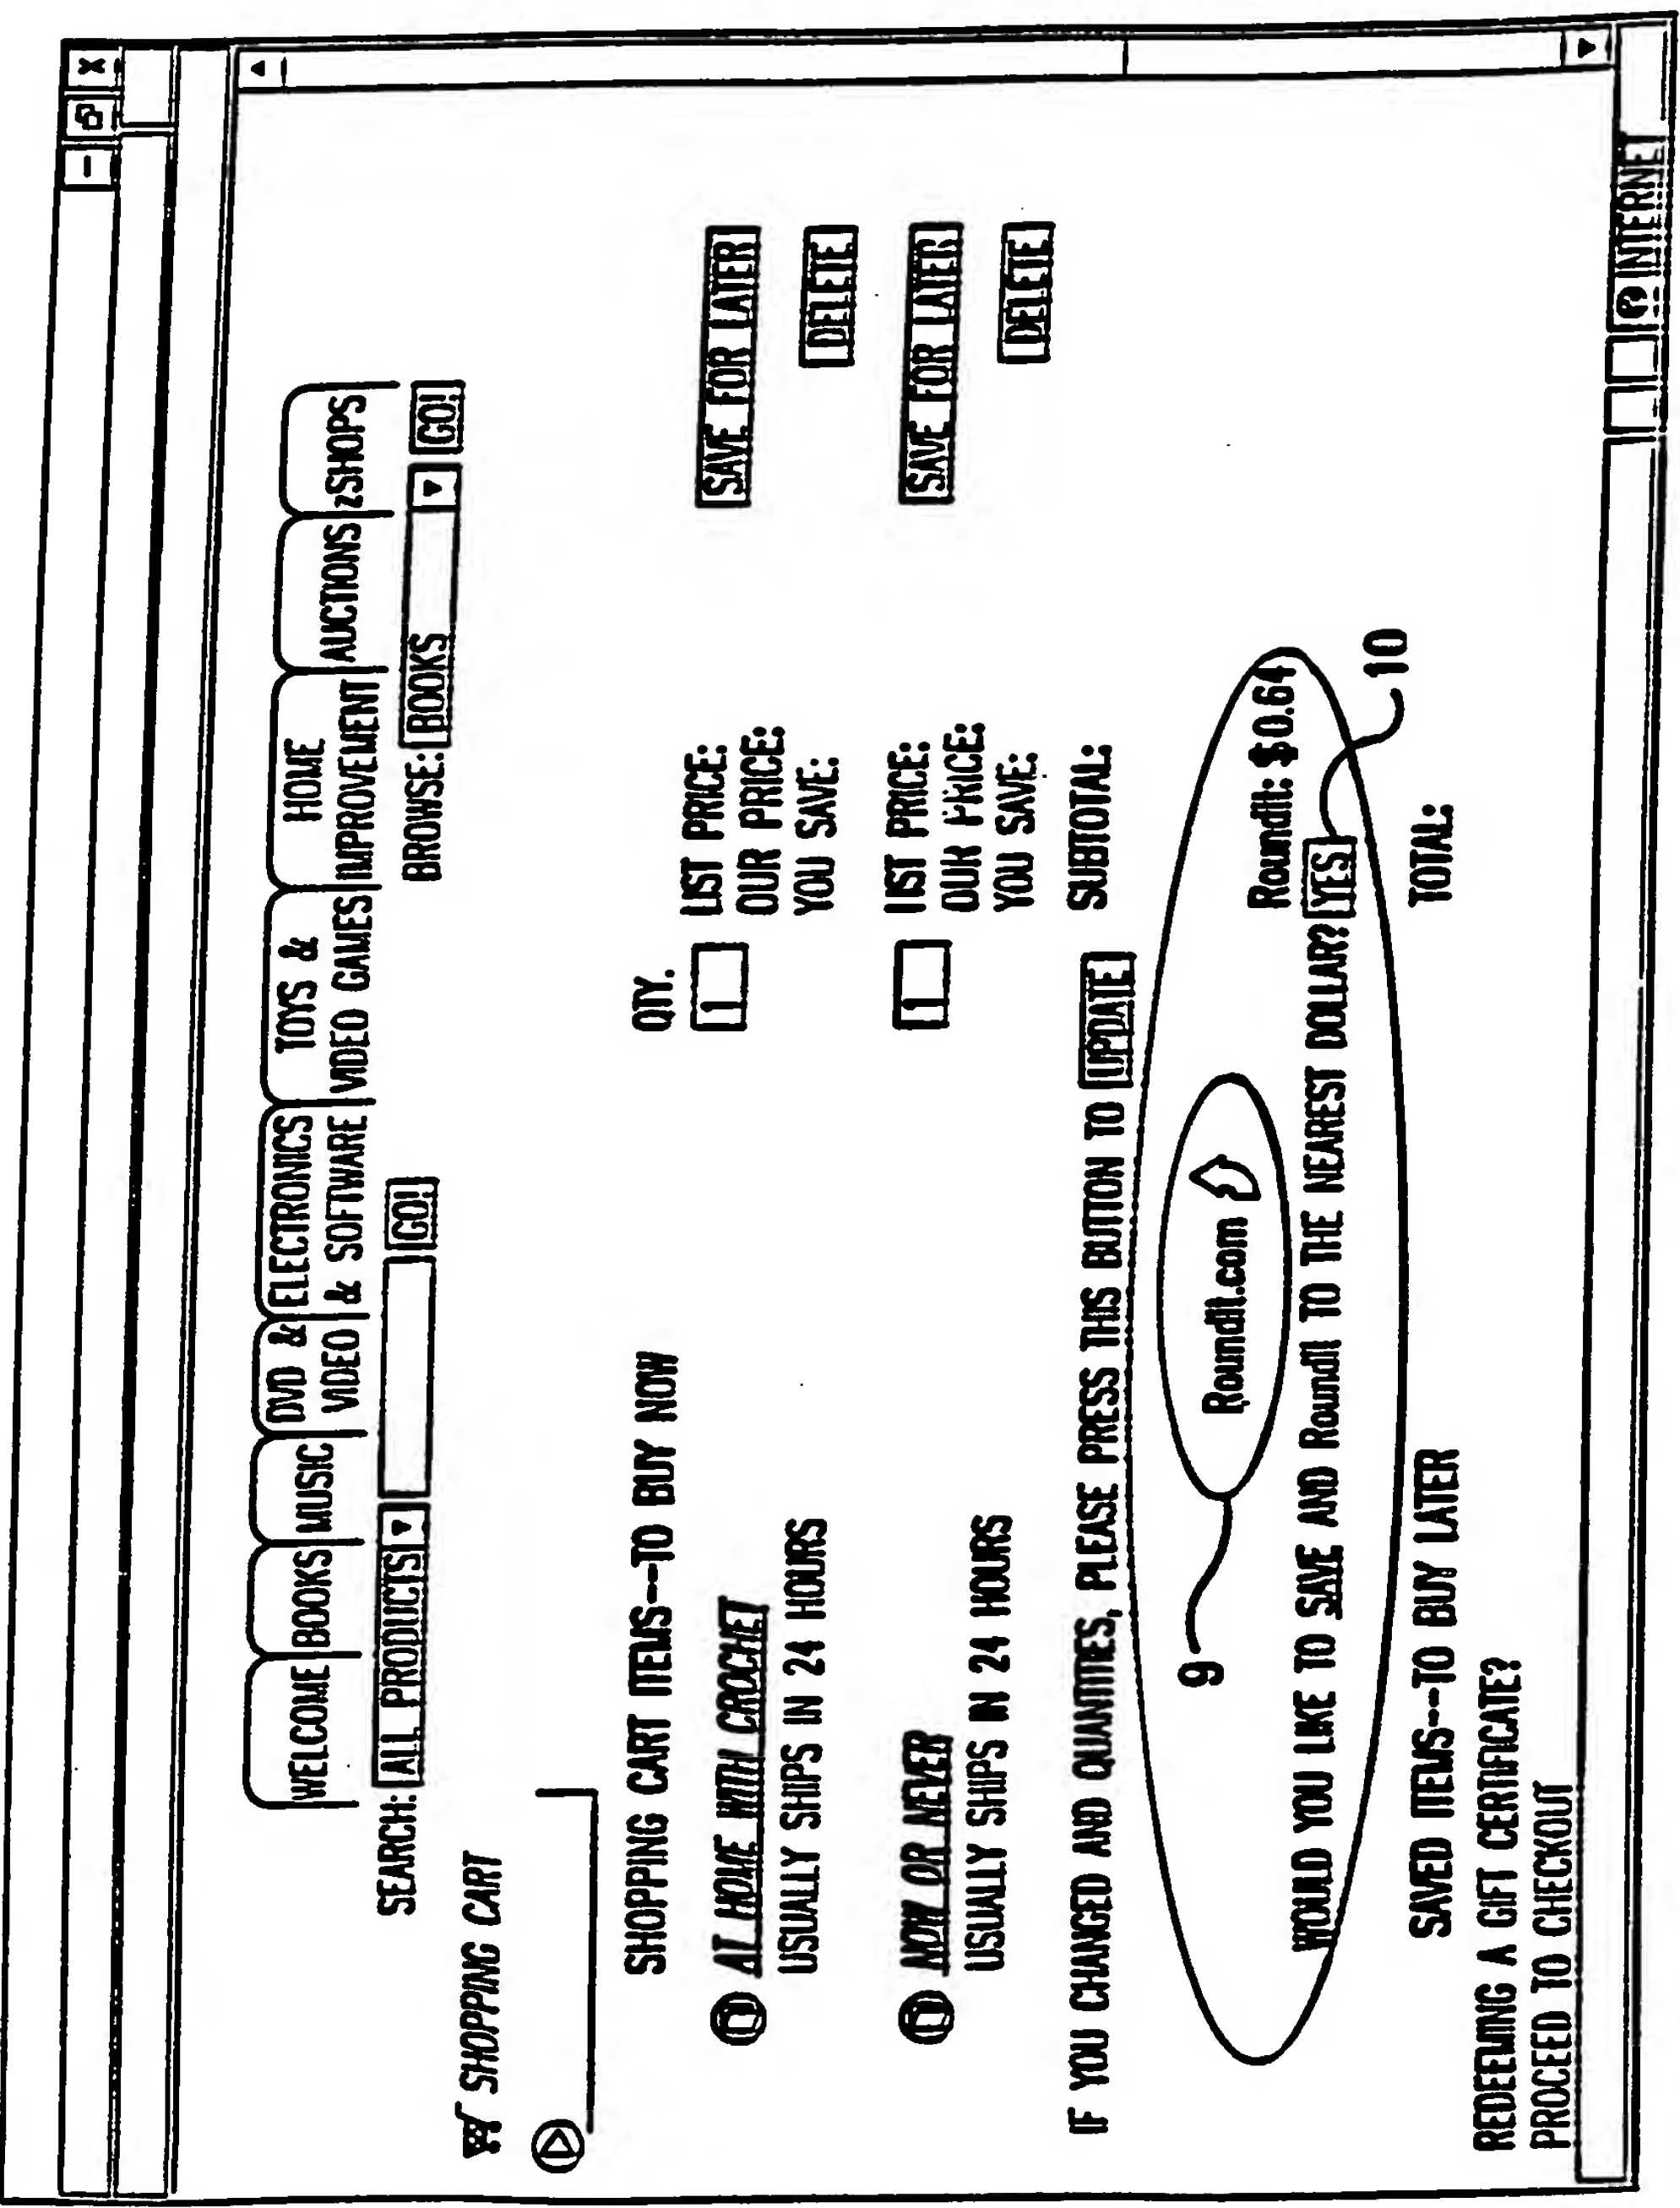 WELCOME BOOKS MUSIC DVD & VIDEO ELECTRONICS & SOFTWARE TOYS & VIDEO GAMES HOME IMPROVEMENT AUCTIONS zSHOPS
SEARCH: ALL PRODUCTS GO! BROWSE: BOOKS GO!
SHOPPING CART
SHOPPING CART ITEMS--TO BUY NOW QTY.
AT HOME WITH CROCHET 1 LIST PRICE: SAVE FOR LATER
OUR PRICE:
USUALLY SHIPS IN 24 HOURS YOU SAVE: DELETE
NOW OR NEVER 1 LIST PRICE: SAVE FOR LATER
OUR PRICE:
USUALLY SHIPS IN 24 HOURS YOU SAVE: DELETE
IF YOU CHANGED AND QUANTITIES, PLEASE PRESS THIS BUTTON TO UPDATE SUBTOTAL:
9 RoundIt.com RoundIt: $0.64
WOULD YOU LIKE TO SAVE AND RoundIt TO THE NEAREST DOLLAR? YES 10
SAVED ITEMS--TO BUY LATER TOTAL:
REDEEMING A GIFT CERTIFICATE?
PROCEED TO CHECKOUT
INTERNET